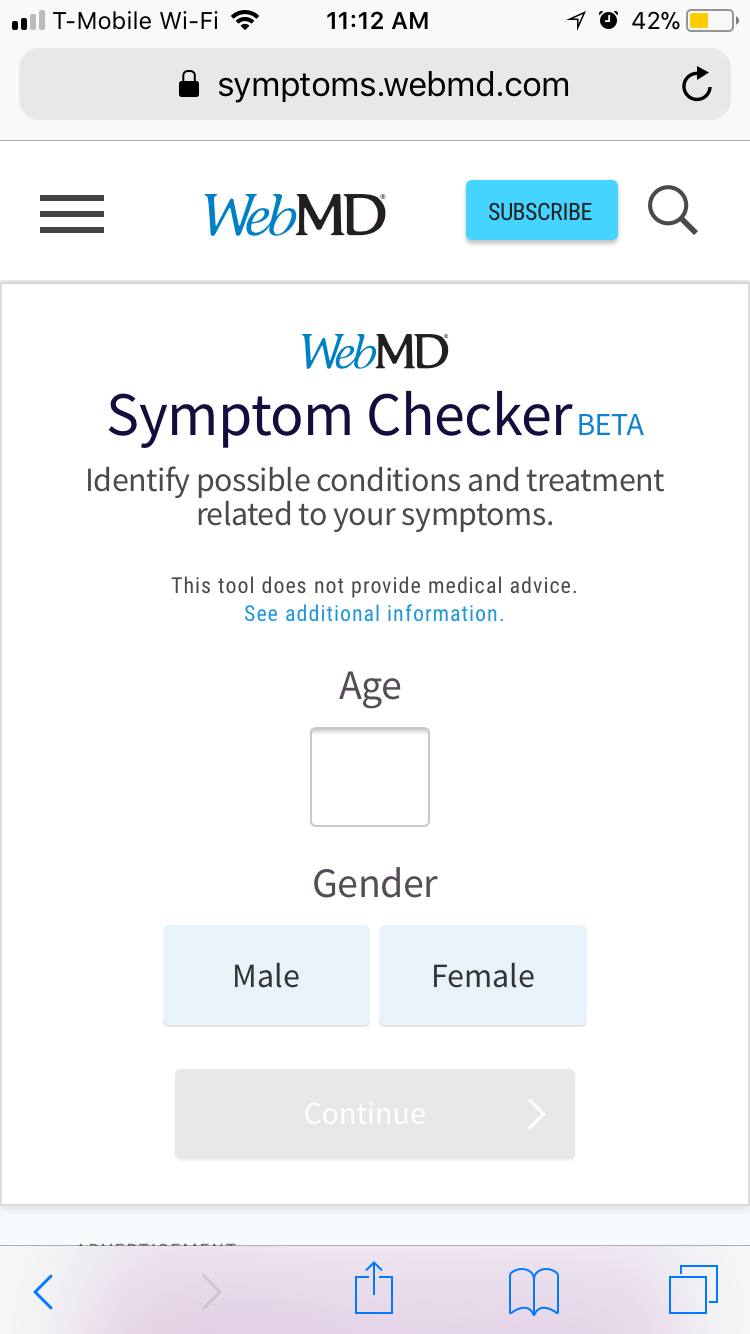 T-Mobile Wi-Fi 11:12 AM 42%
symptoms.webmd.com
WebMD SUBSCRIBE
WebMD
Symptom Checker BETA
Identify possible conditions and treatment
related to your symptoms.
This tool does not provide medical advice.
See additional information.
Age
Gender
Male Female
Continue
ADVERTISEMENT